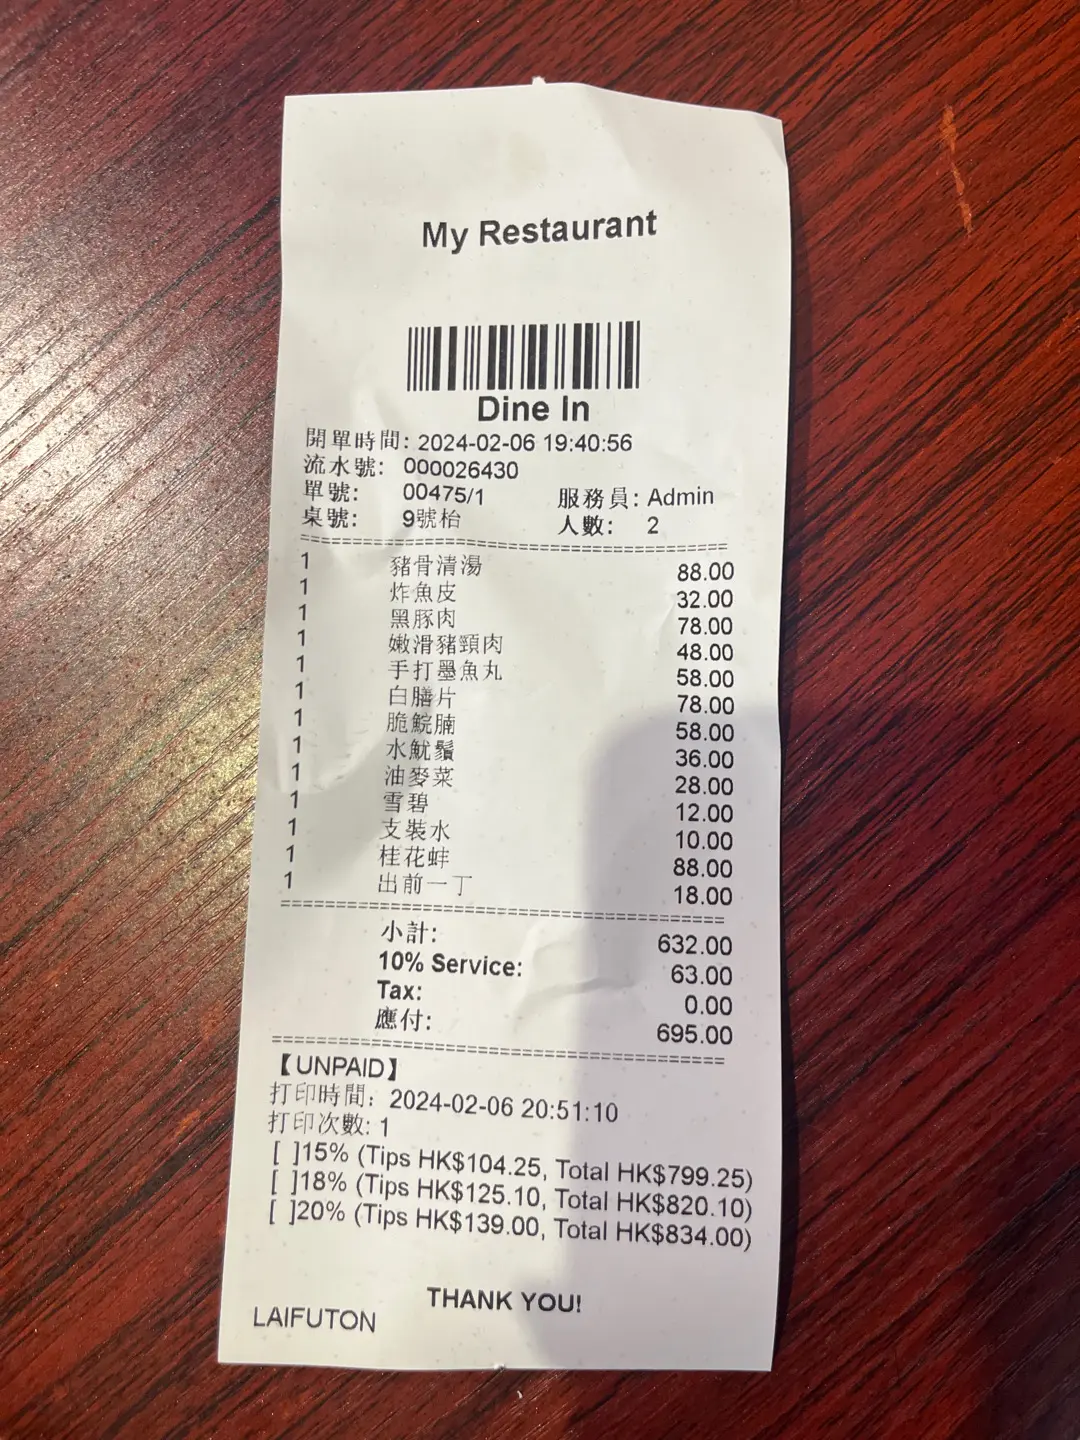 My Restaurant
Dine In
開單時間: 2024-02-06 19:40:56
流水號: 000026430
單號: 00475/1 服務員: Admin
桌號: 9號枱 人數: 2
1 豬骨清湯 88.00
1 炸魚皮 32.00
1 黑豚肉 78.00
1 嫩滑豬頸肉 48.00
1 手打墨魚丸 58.00
1 白膳片 78.00
1 脆鯇腩 58.00
1 水魷鬚 36.00
1 油麥菜 28.00
1 雪碧 12.00
1 支裝水 10.00
1 桂花蚌 88.00
1 出前一丁 18.00
小計: 632.00
10% Service: 63.00
Tax: 0.00
應付: 695.00
【UNPAID】
打印時間: 2024-02-06 20:51:10
打印次數: 1
[ ]15% (Tips HK$104.25, Total HK$799.25)
[ ]18% (Tips HK$125.10, Total HK$820.10)
[ ]20% (Tips HK$139.00, Total HK$834.00)
THANK YOU!
LAIFUTON